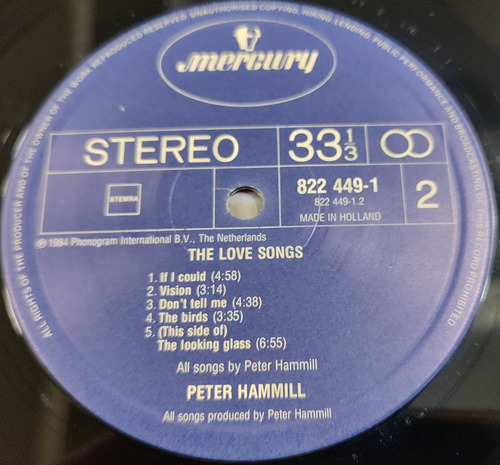 ALL RIGHTS OF THE PRODUCER AND OF THE OWNER OF THE WORK REPRODUCED RESERVED. UNAUTHORISED COPYING, HIRING, LENDING, PUBLIC PERFORMANCE AND BROADCASTING OF THIS RECORD PROHIBITED
mercury
STEREO
33 1/3
STEMRA
822 449-1
822 449-1.2
MADE IN HOLLAND
2
℗ 1984 Phonogram International B.V., The Netherlands
THE LOVE SONGS
1. If I could (4:58)
2. Vision (3:14)
3. Don't tell me (4:38)
4. The birds (3:35)
5. (This side of)
The looking glass (6:55)
All songs by Peter Hammill
PETER HAMMILL
All songs produced by Peter Hammill